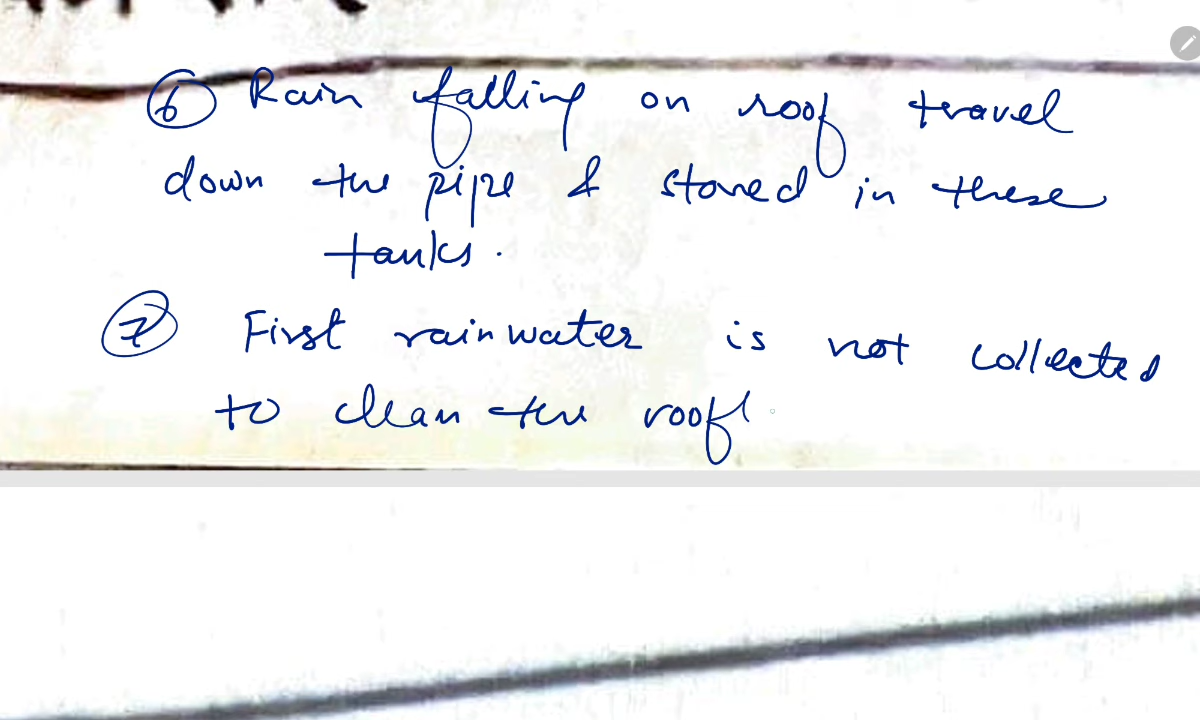 ⑥ Rain falling on roof travel
down the pipe & stored in these
tanks.
⑦ First rainwater is not collected
to clean the roof.